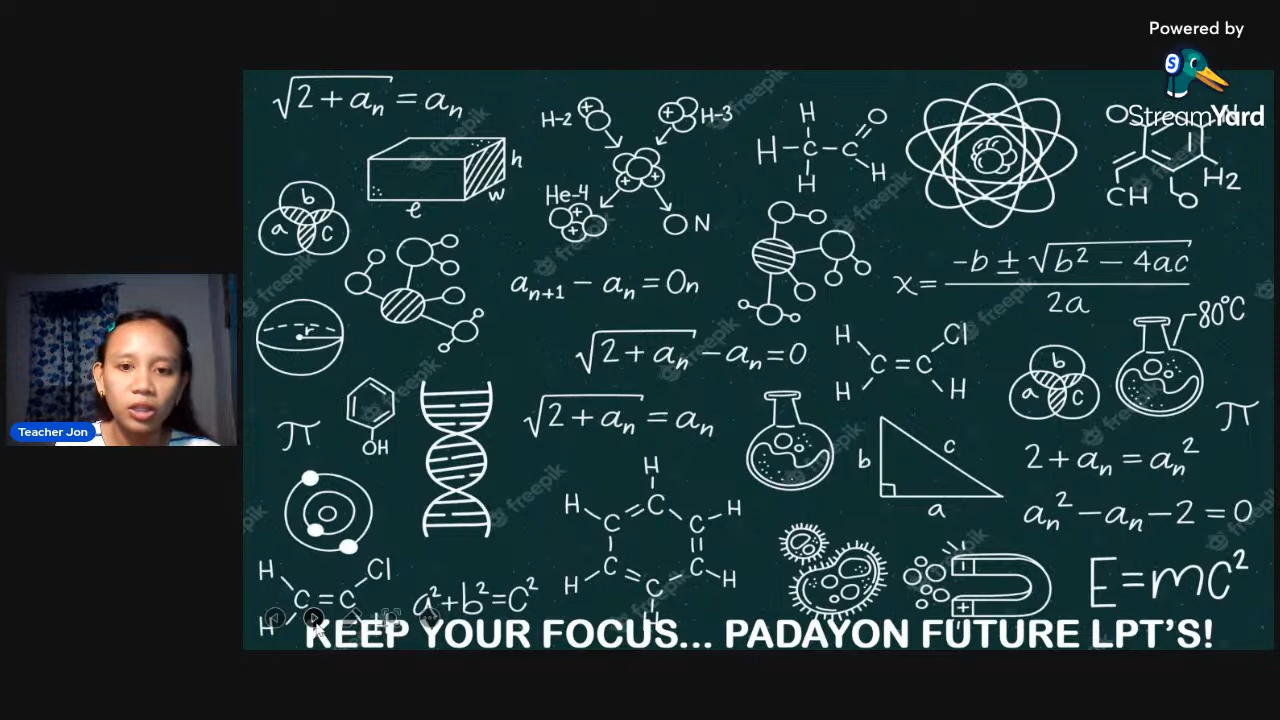 Powered by
StreamYard
√2 + aₙ = aₙ
H-2
H-3
He-4
N
h
w
e
b
a c
H
H-C-C
H
H
O
CH
H2
aₙ₊₁ - aₙ = 0n
x = -b ± √b² - 4ac
2a
80°C
r
√2 + aₙ - aₙ = 0
H Cl
C=C
H H
b
a c
√2 + aₙ = aₙ
π
OH
π
b
c
a
2 + aₙ = aₙ²
aₙ² - aₙ - 2 = 0
H
H C H
C C
C C
H C H
H
Teacher Jon
H Cl
C=C
H
a²+b²=c²
E=mc²
KEEP YOUR FOCUS... PADAYON FUTURE LPT'S!
freepik